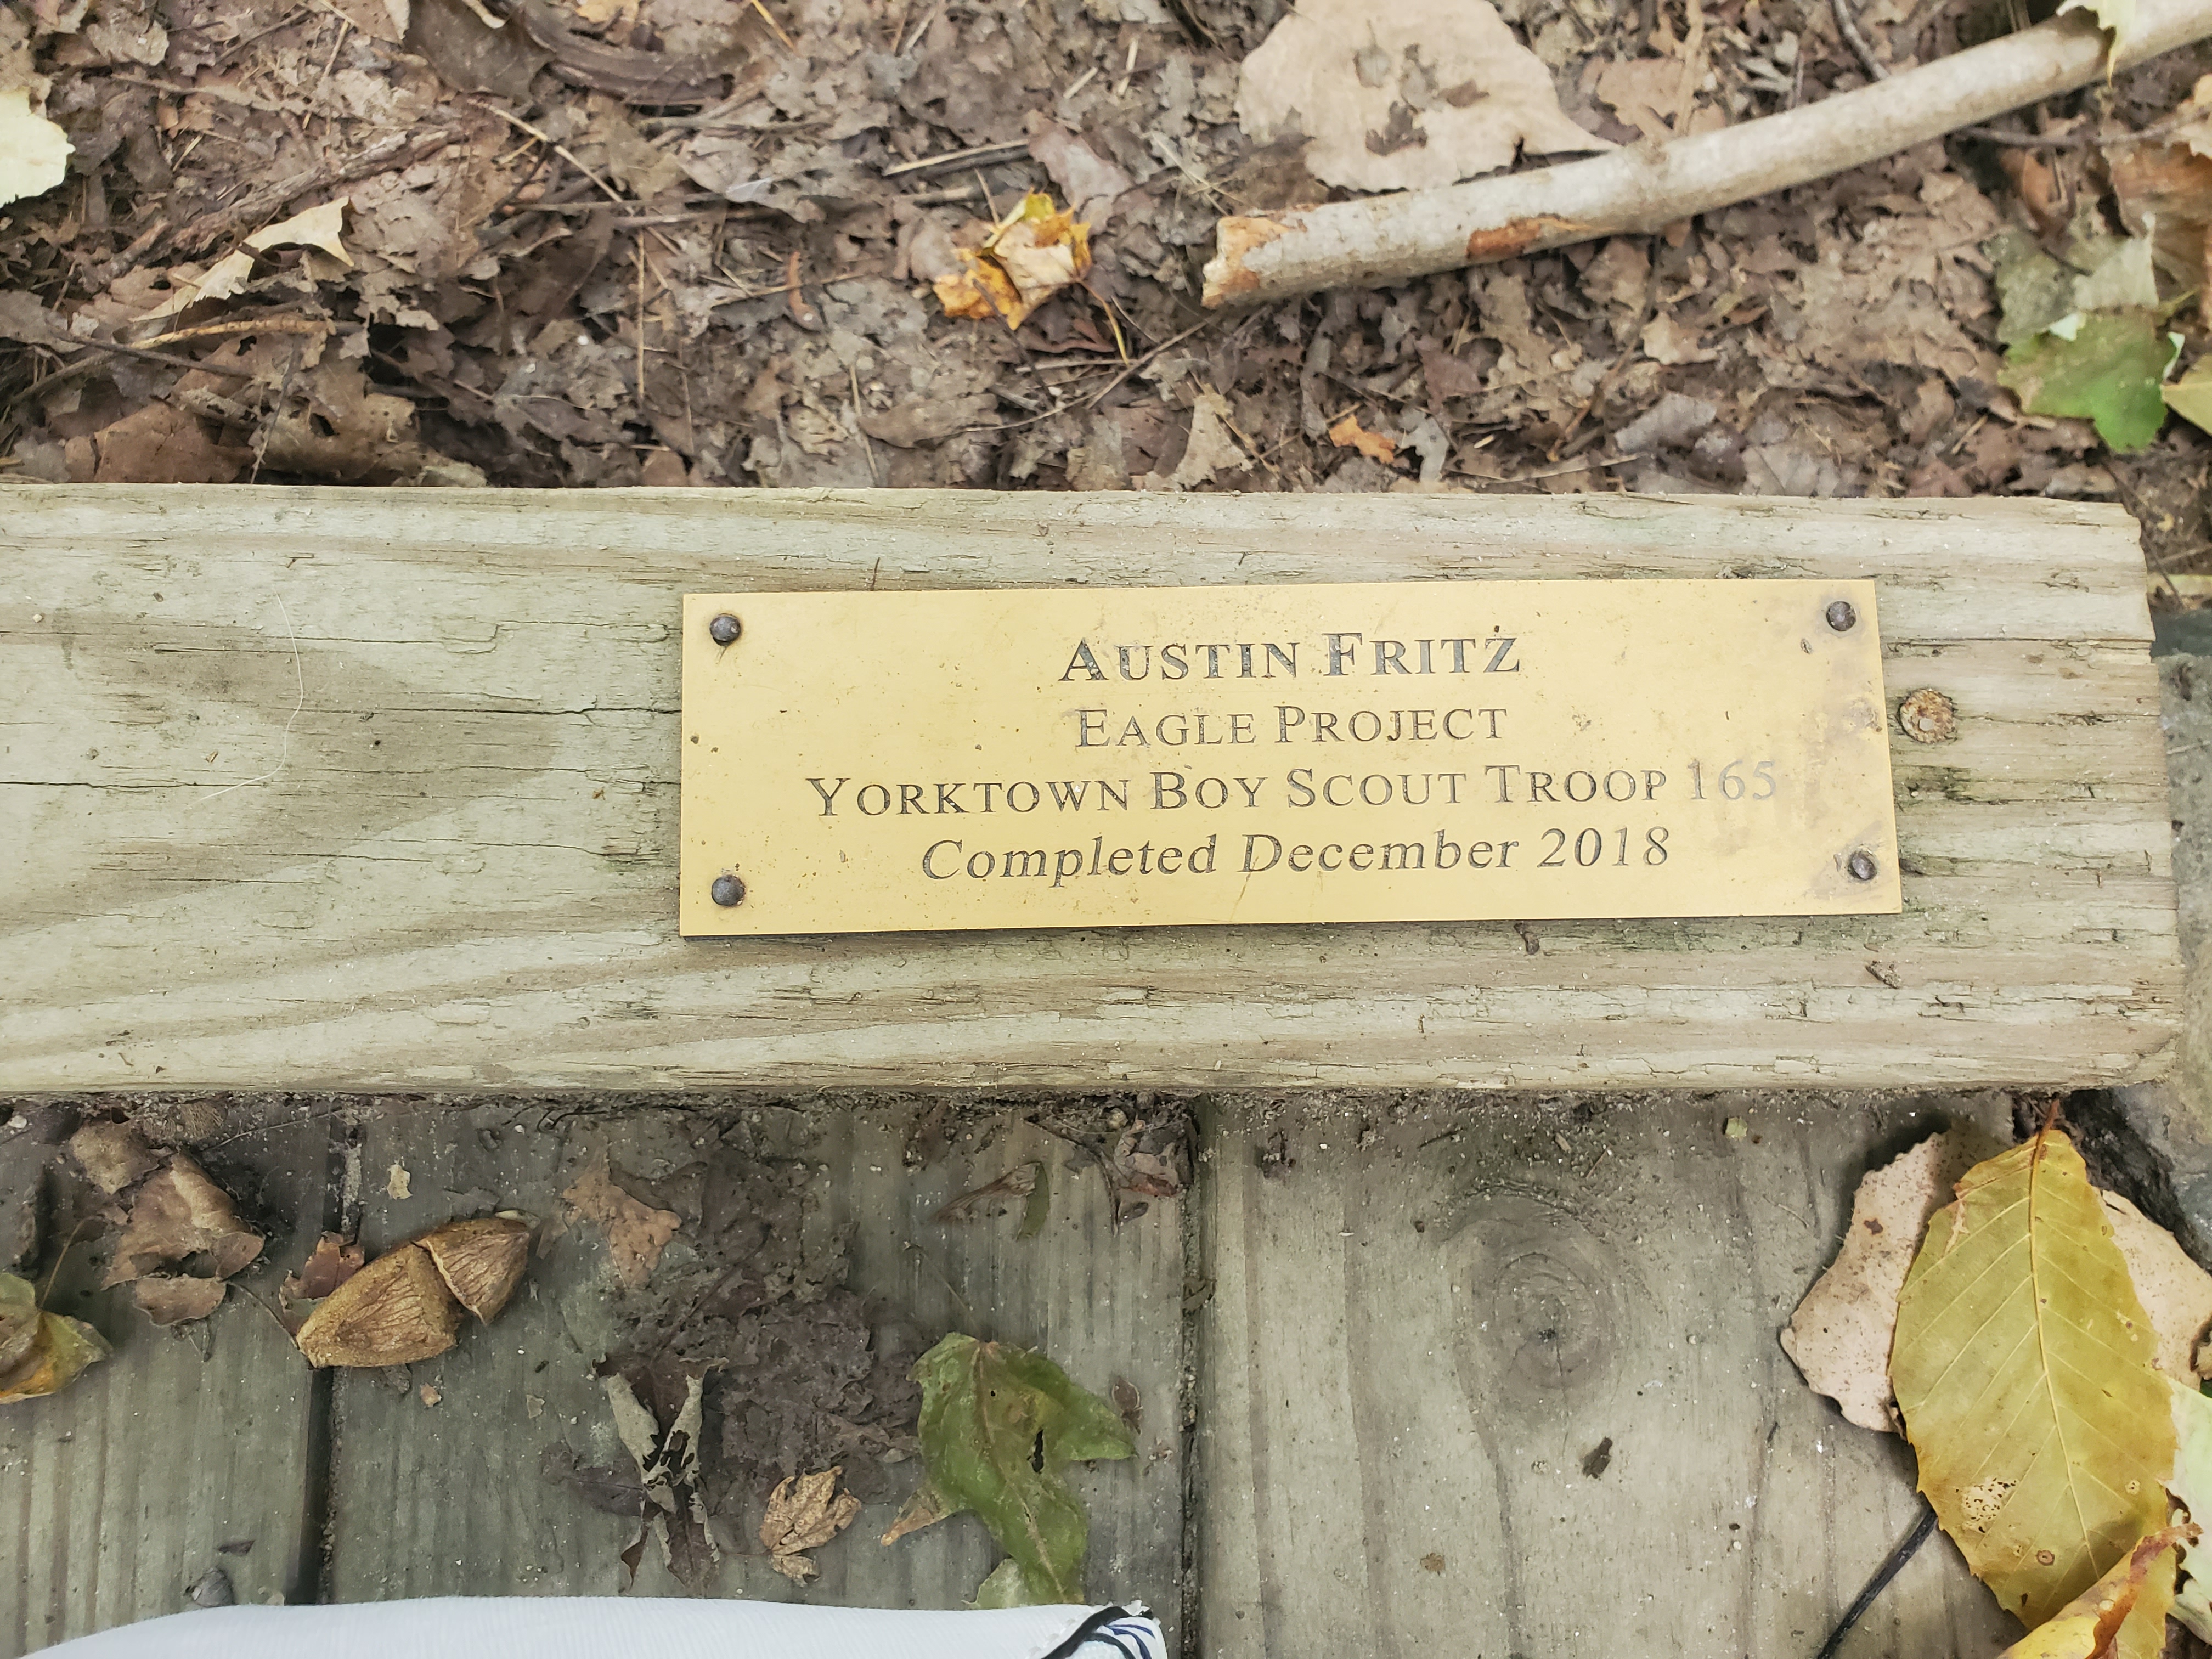 AUSTIN FRITZ
EAGLE PROJECT
YORKTOWN BOY SCOUT TROOP 165
Completed December 2018